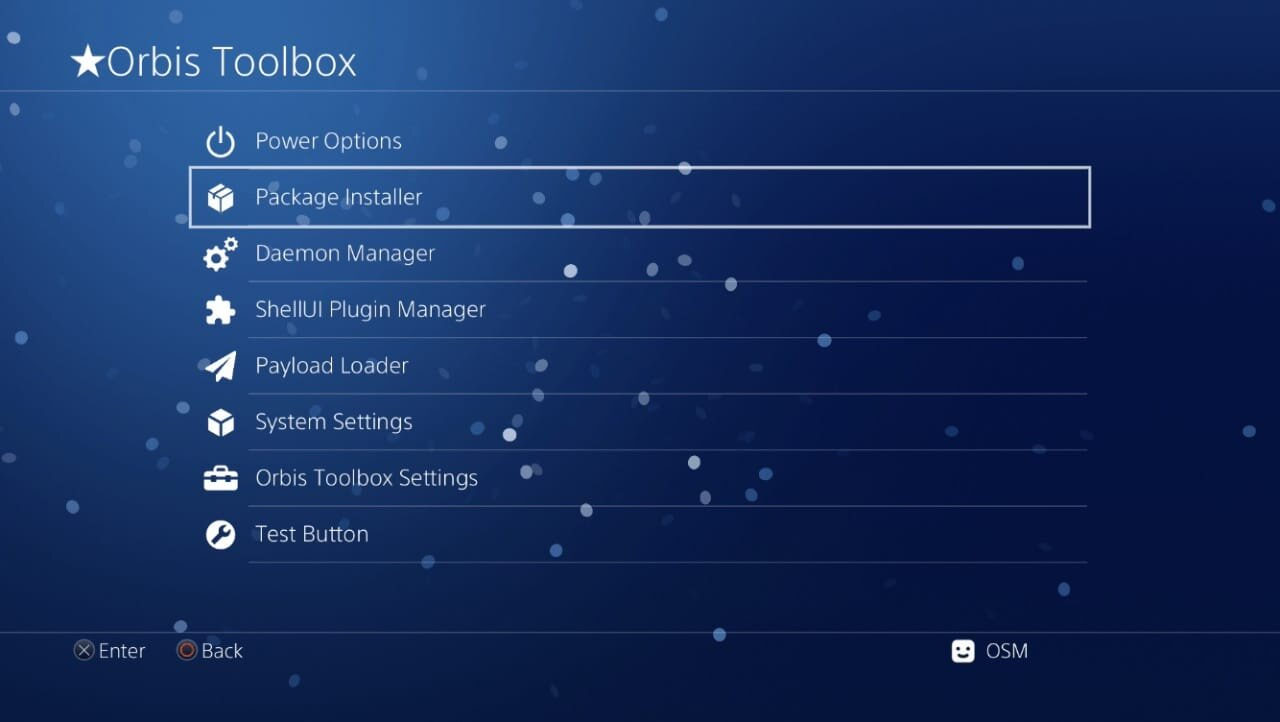 ★Orbis Toolbox
Power Options
Package Installer
Daemon Manager
ShellUI Plugin Manager
Payload Loader
System Settings
Orbis Toolbox Settings
Test Button
Enter Back OSM